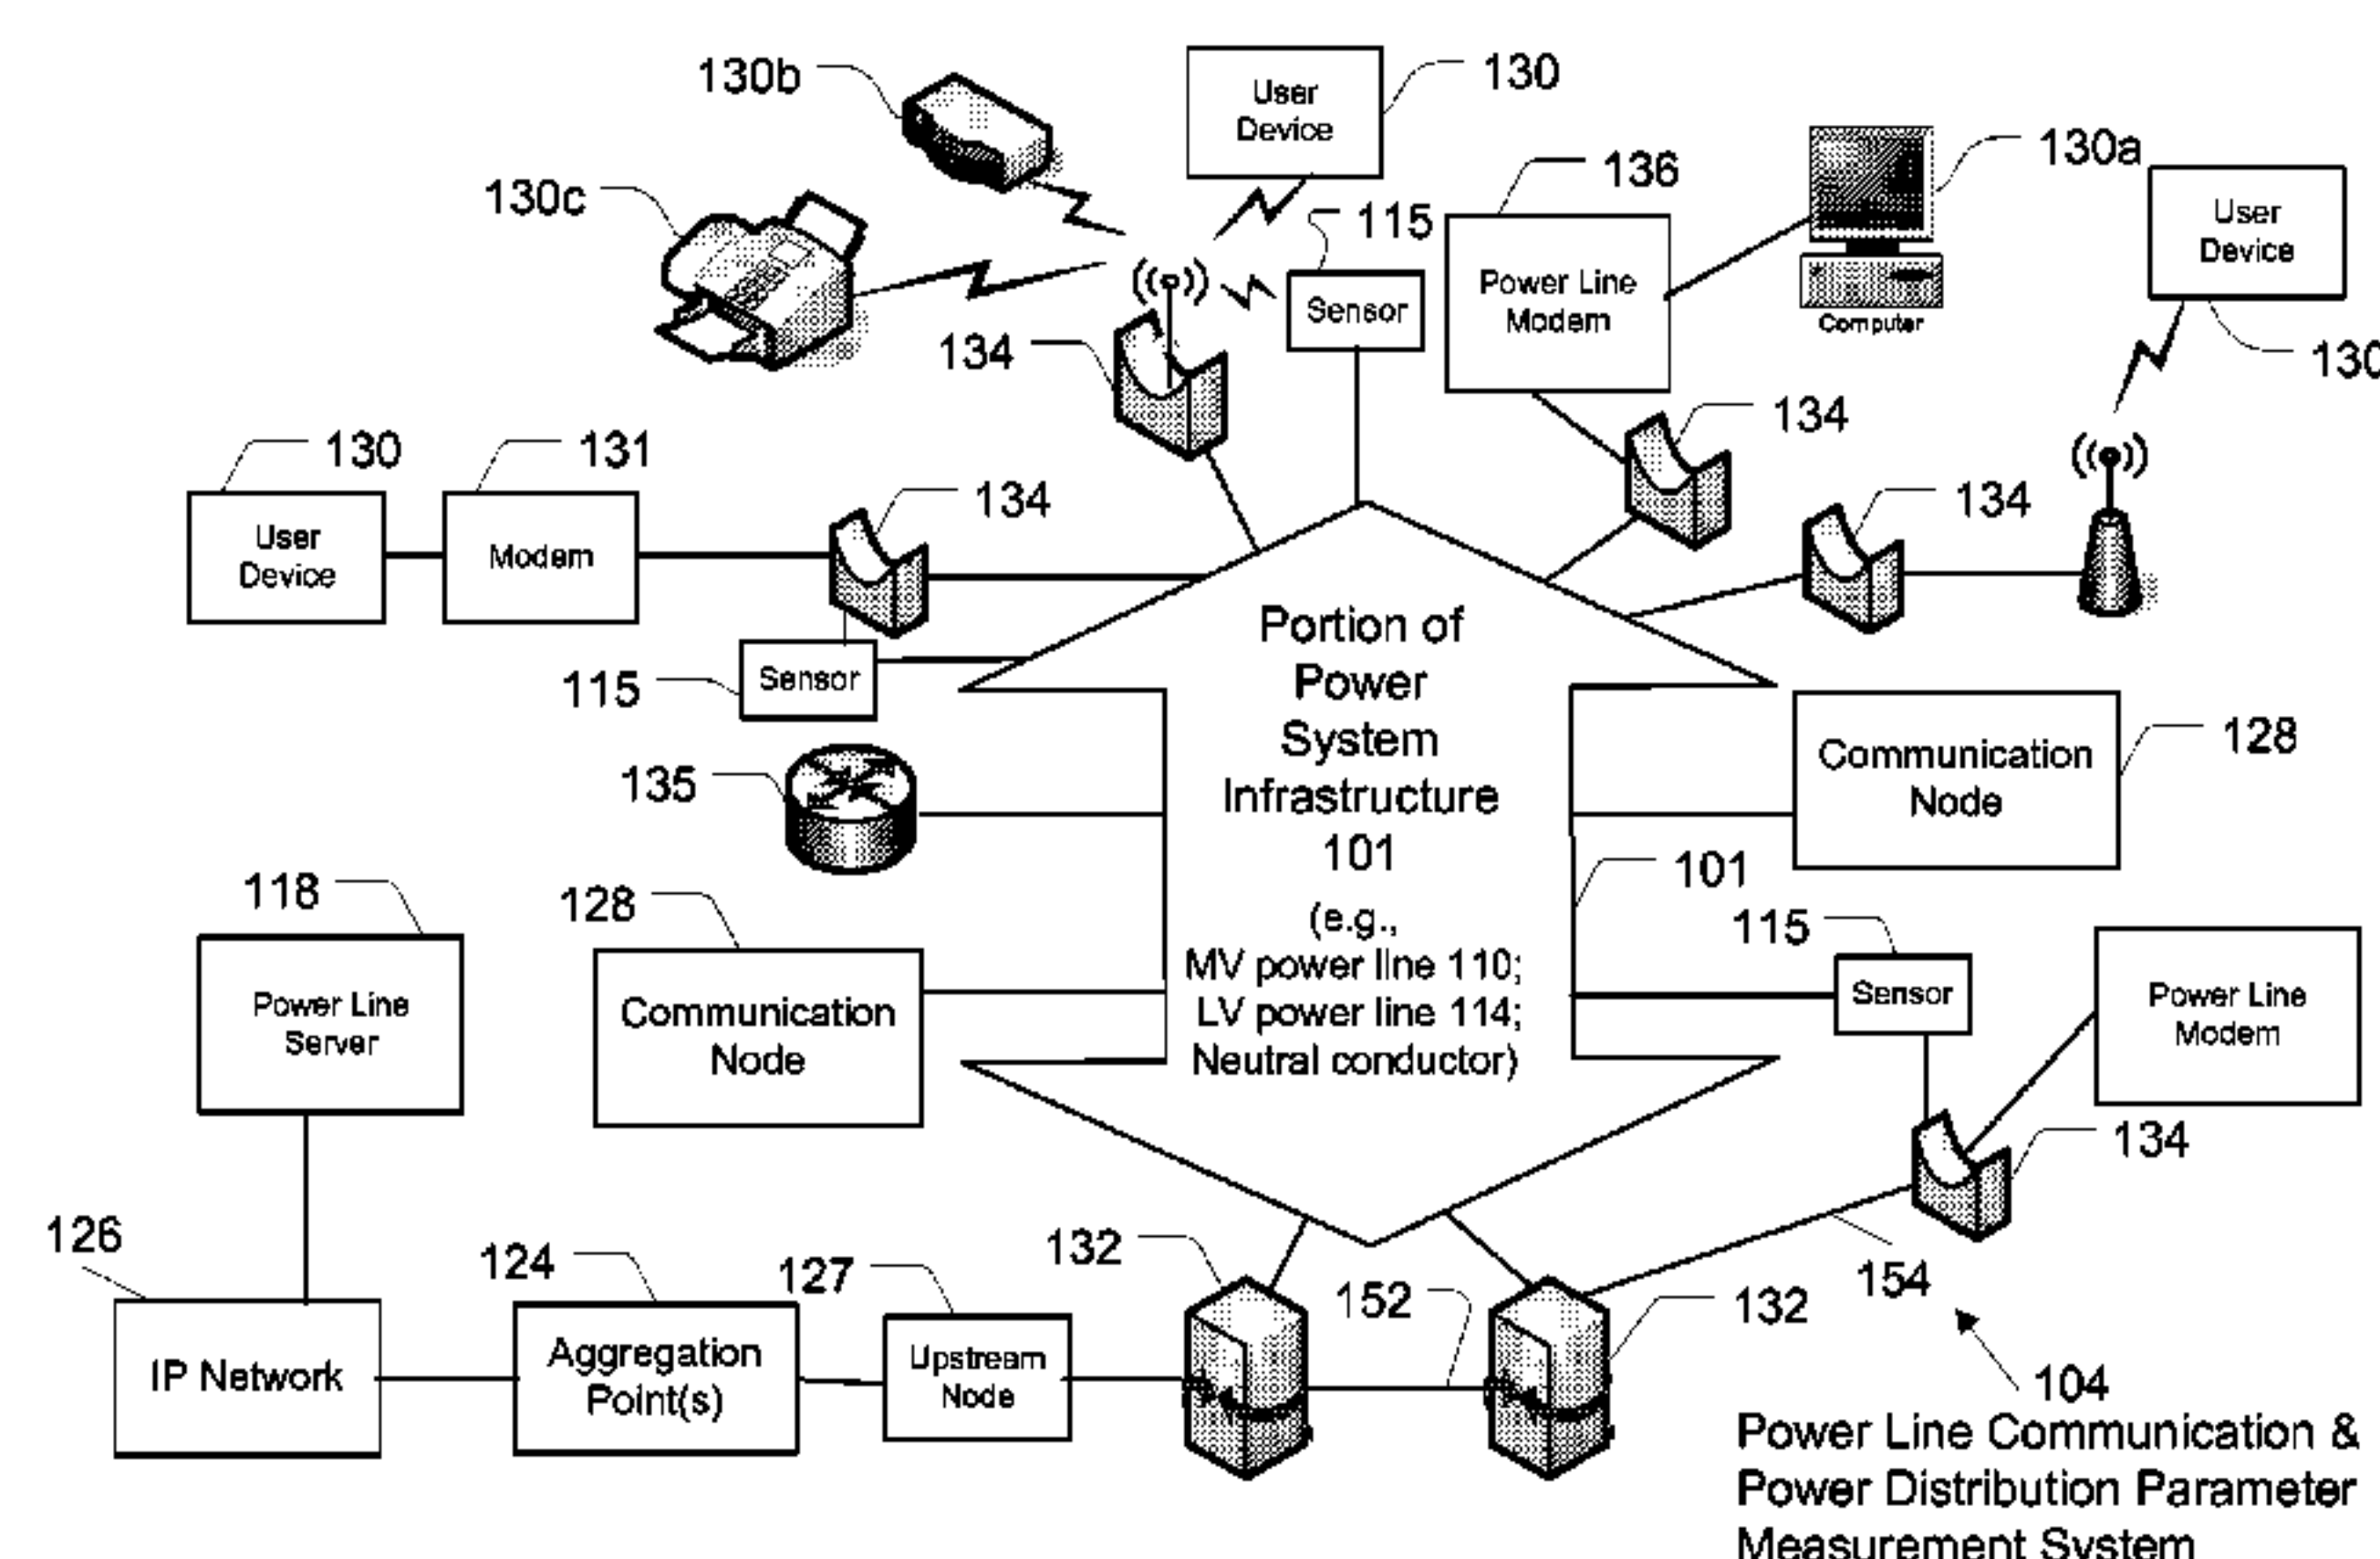 130b
130
User
Device
130c
136
130a
115
User
Device
Power Line
Modem
Sensor
Computer
134
130
134
130
131
134
134
User
Device
Modem
Portion of
Power
System
Infrastructure
101
(e.g.,
MV power line 110;
LV power line 114;
Neutral conductor)
Sensor
115
128
Communication
Node
135
118
128
101
115
Power Line
Server
Communication
Node
Sensor
Power Line
Modem
134
126
124
127
132
152
154
132
IP Network
Aggregation
Point(s)
Upstream
Node
104
Power Line Communication &
Power Distribution Parameter
Measurement System